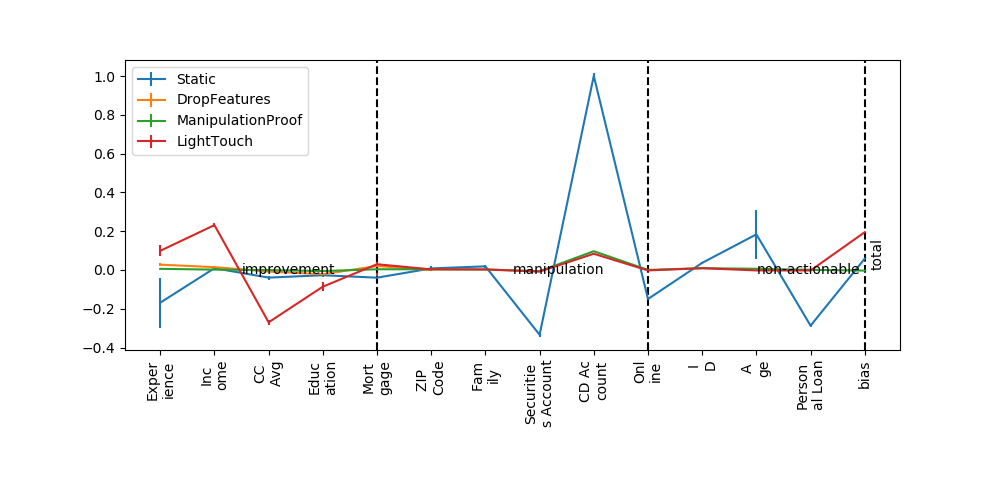 Static
DropFeatures
ManipulationProof
LightTouch
1.0
0.8
0.6
0.4
0.2
0.0
−0.2
−0.4
improvement
manipulation
non-actionable
total
Exper
ience
Inc
ome
CC
Avg
Educ
ation
Mort
gage
ZIP
Code
Fam
ily
Securitie
s Account
CD Ac
count
Onl
ine
I
D
A
ge
Person
al Loan
bias